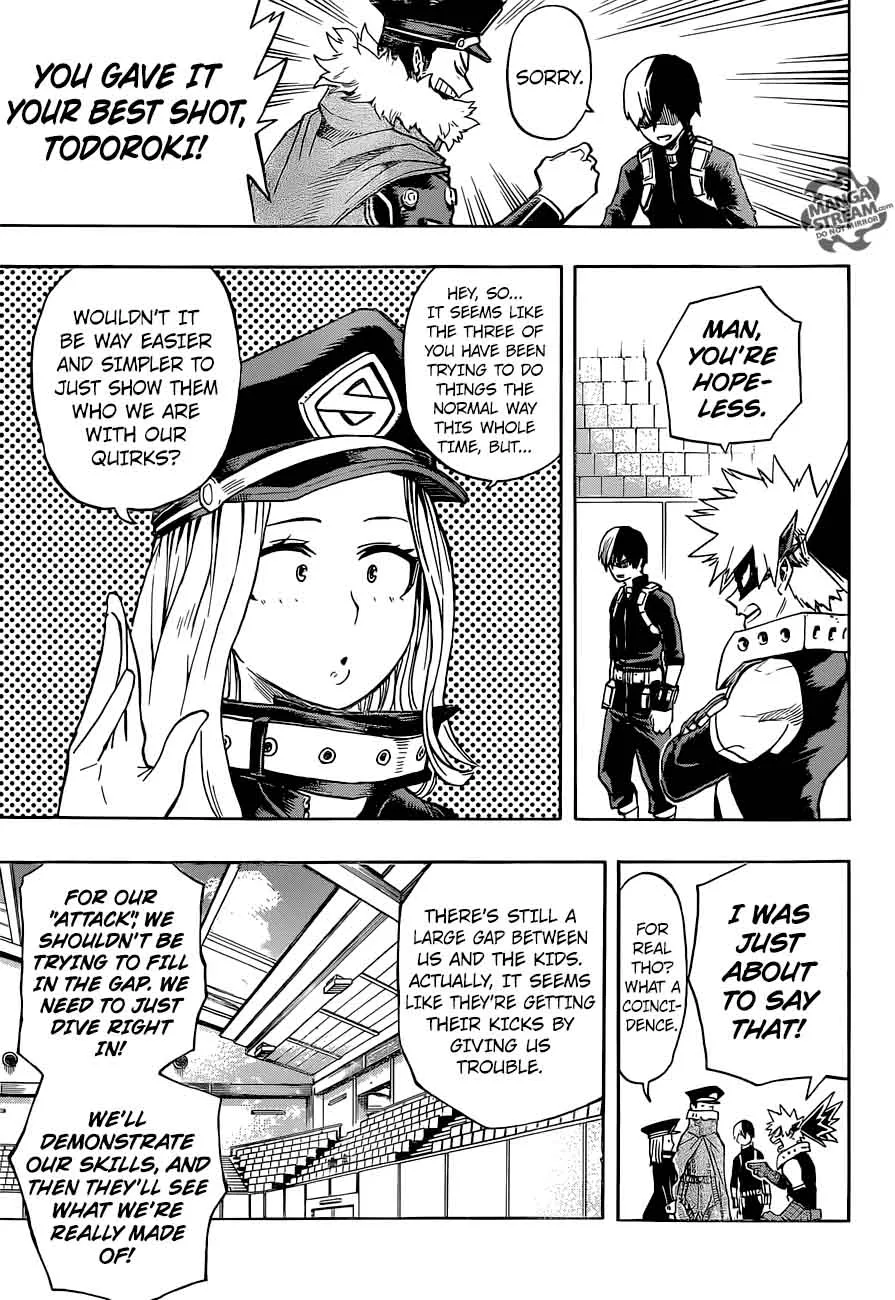 SORRY.
YOU GAVE IT
YOUR BEST SHOT,
TODOROKI!
MANGA
STREAM.com
DO NOT MIRROR
MAN,
YOU'RE
HOPE-
LESS.
HEY, SO...
IT SEEMS LIKE
THE THREE OF
YOU HAVE BEEN
TRYING TO DO
THINGS THE
NORMAL WAY
THIS WHOLE
TIME, BUT...
WOULDN'T IT
BE WAY EASIER
AND SIMPLER TO
JUST SHOW THEM
WHO WE ARE
WITH OUR
QUIRKS?
S
I WAS
JUST
ABOUT
TO SAY
THAT!
FOR
REAL
THO?
WHAT A
COINCI-
DENCE.
THERE'S STILL A
LARGE GAP BETWEEN
US AND THE KIDS.
ACTUALLY, IT SEEMS
LIKE THEY'RE GETTING
THEIR KICKS BY
GIVING US
TROUBLE.
FOR OUR
"ATTACK", WE
SHOULDN'T BE
TRYING TO FILL
IN THE GAP. WE
NEED TO JUST
DIVE RIGHT
IN!
WE'LL
DEMONSTRATE
OUR SKILLS, AND
THEN THEY'LL SEE
WHAT WE'RE
REALLY MADE
OF!